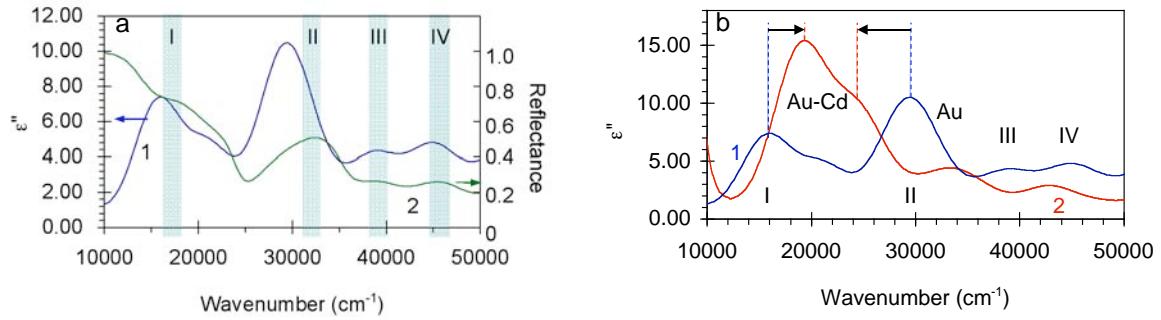 a
I II III IV
ε"
12.00
10.00
8.00
6.00
4.00
2.00
0.00
1
2
1.0
0.8
0.6
0.4
0.2
0
Reflectance
10000 20000 30000 40000 50000
Wavenumber (cm⁻¹)
b
ε"
15.00
10.00
5.00
0.00
Au-Cd
Au
III IV
1
I II
2
10000 20000 30000 40000 50000
Wavenumber (cm⁻¹)